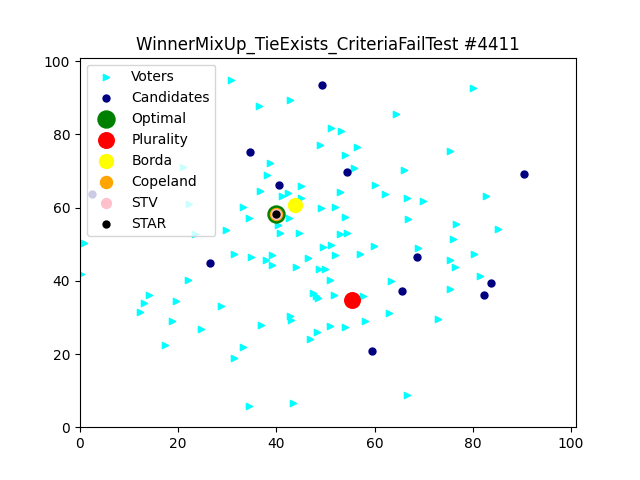 WinnerMixUp_TieExists_CriteriaFailTest #4411
100
80
60
40
20
0
Voters
Candidates
Optimal
Plurality
Borda
Copeland
STV
STAR
0 20 40 60 80 100